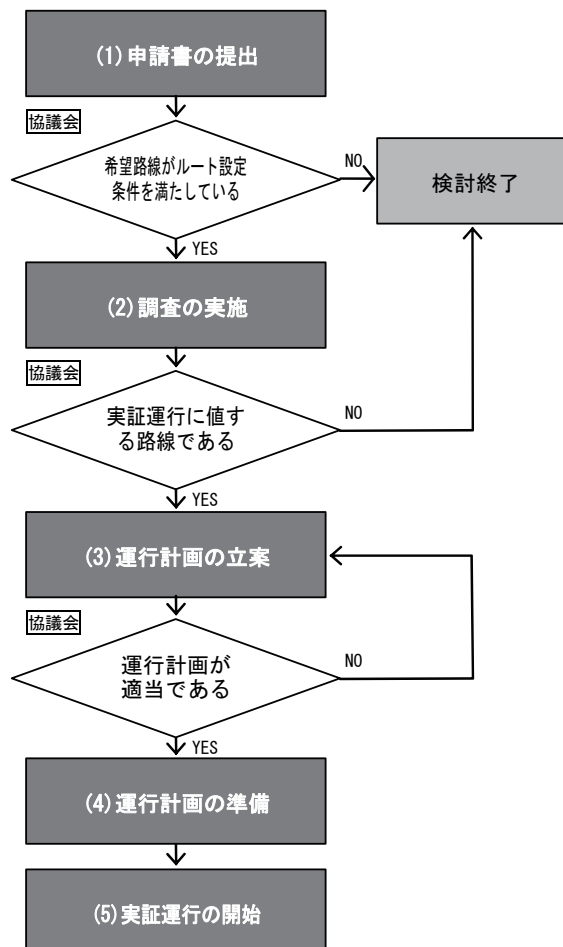 (1)申請書の提出
協議会
希望路線がルート設定
条件を満たしている
NO
検討終了
YES
(2)調査の実施
協議会
実証運行に値す
る路線である
NO
YES
(3)運行計画の立案
協議会
運行計画が
適当である
NO
YES
(4)運行計画の準備
(5)実証運行の開始